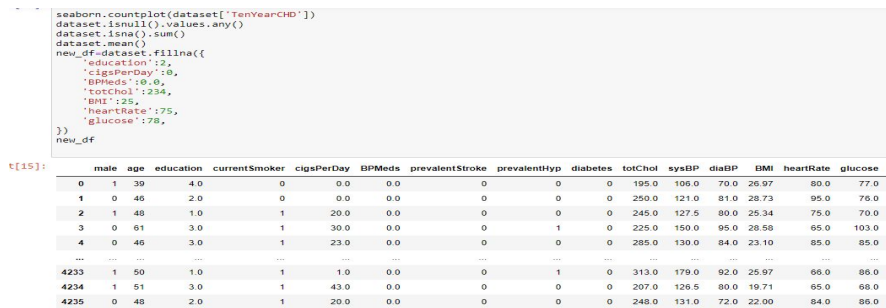 seaborn.countplot(dataset['TenYearCHD'])
dataset.isnull().values.any()
dataset.isna().sum()
dataset.mean()
new_df=dataset.fillna({
'education':2,
'cigsPerDay':0,
'BPMeds':0.0,
'totChol':234,
'BMI':25,
'heartRate':75,
'glucose':78,
})
new_df
t[15]:
male age education currentSmoker cigsPerDay BPMeds prevalentStroke prevalentHyp diabetes totChol sysBP diaBP BMI heartRate glucose
0 1 39 4.0 0 0.0 0.0 0 0 0 195.0 106.0 70.0 26.97 80.0 77.0
1 0 46 2.0 0 0.0 0.0 0 0 0 250.0 121.0 81.0 28.73 95.0 76.0
2 1 48 1.0 1 20.0 0.0 0 0 0 245.0 127.5 80.0 25.34 75.0 70.0
3 0 61 3.0 1 30.0 0.0 0 1 0 225.0 150.0 95.0 28.58 65.0 103.0
4 0 46 3.0 1 23.0 0.0 0 0 0 285.0 130.0 84.0 23.10 85.0 85.0
... ... ... ... ... ... ... ... ... ... ... ... ... ... ... ...
4233 1 50 1.0 1 1.0 0.0 0 1 0 313.0 179.0 92.0 25.97 66.0 86.0
4234 1 51 3.0 1 43.0 0.0 0 0 0 207.0 126.5 80.0 19.71 65.0 68.0
4235 0 48 2.0 1 20.0 0.0 0 0 0 248.0 131.0 72.0 22.00 84.0 86.0